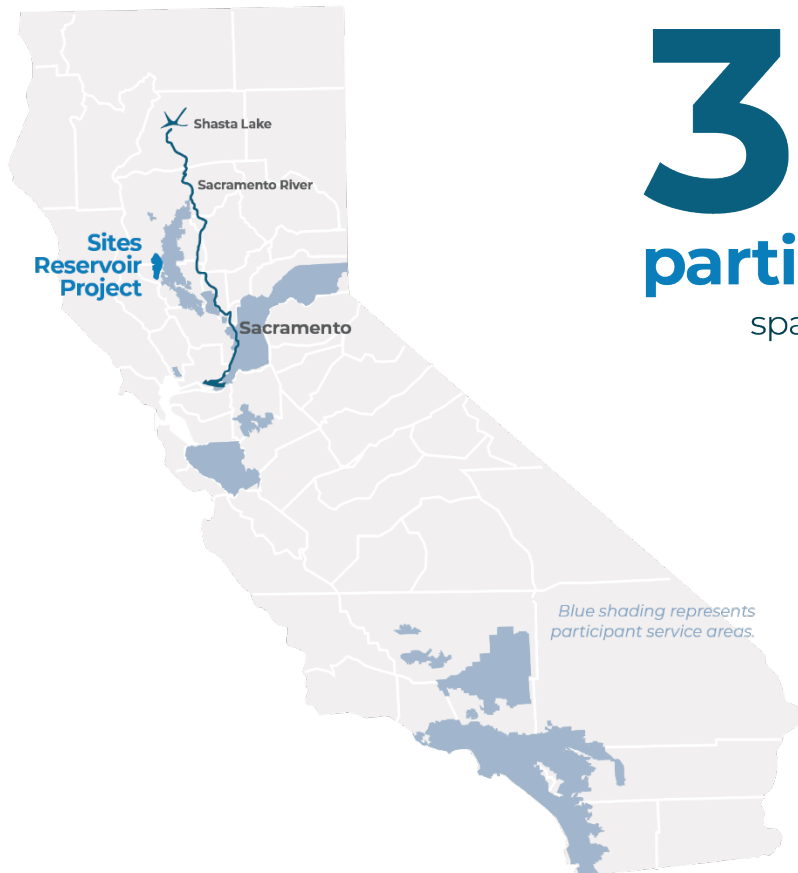 3
parti
spa
Shasta Lake
Sacramento River
Sites
Reservoir
Project
Sacramento
Blue shading represents
participant service areas.